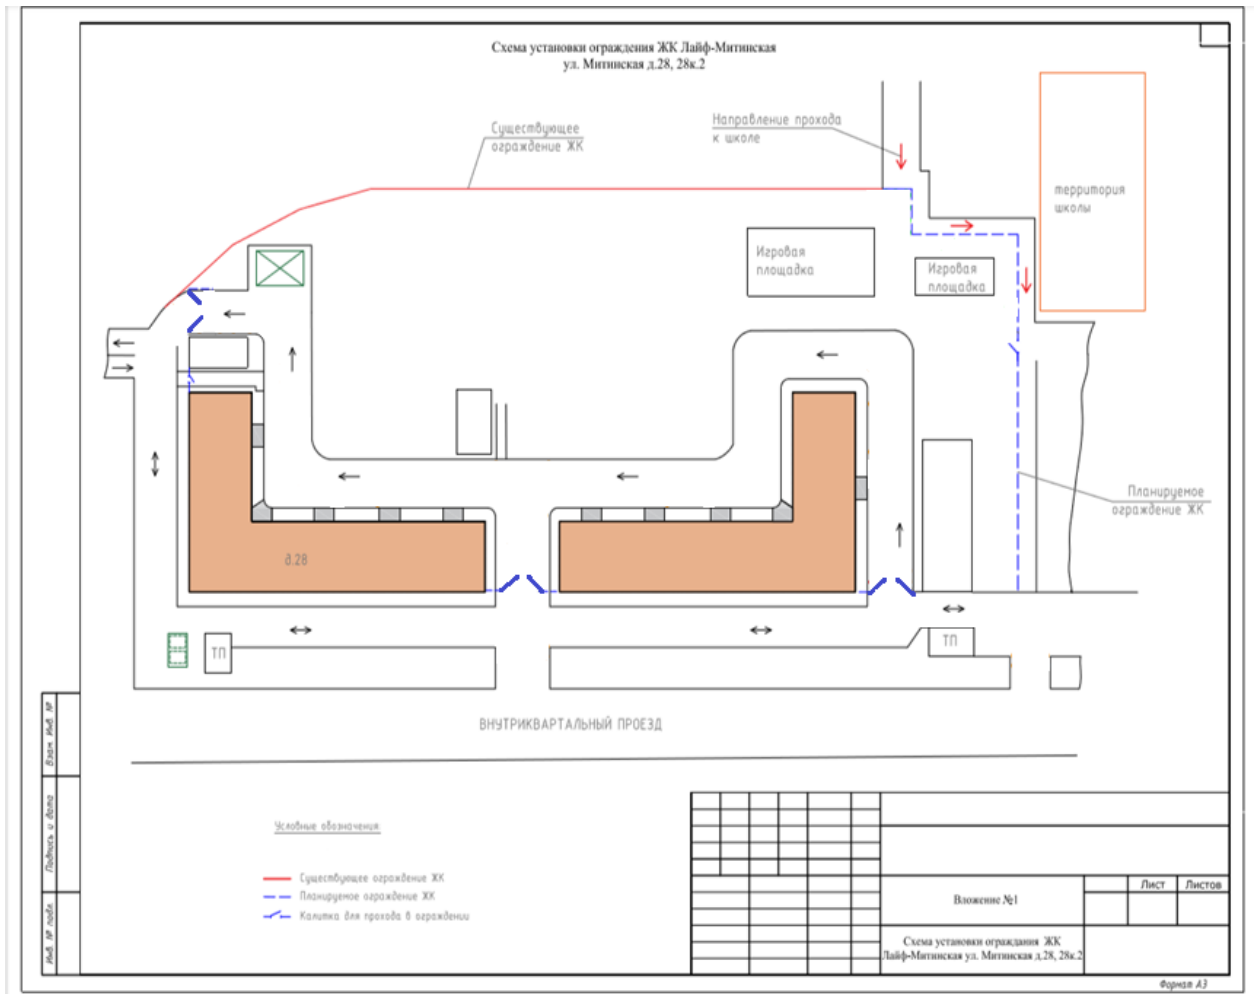 Схема установки ограждения ЖК Лайф-Митинская
ул. Митинская д.28, 28к.2
Существующее
ограждение ЖК
Направление прохода
к школе
территория
школы
Игровая
площадка
Игровая
площадка
Планируемое
ограждение ЖК
д.28
ТП
ТП
ВНУТРИКВАРТАЛЬНЫЙ ПРОЕЗД
Условные обозначения
Существующее ограждение ЖК
Планируемое ограждение ЖК
Калитка для прохода в ограждении
Взам. Инв. №
Подпись и дата
Инв. № подл.
Лист
Листов
Вложение №1
Схема установки ограждания ЖК
Лайф-Митинская ул. Митинская д.28, 28к.2
Формат А3